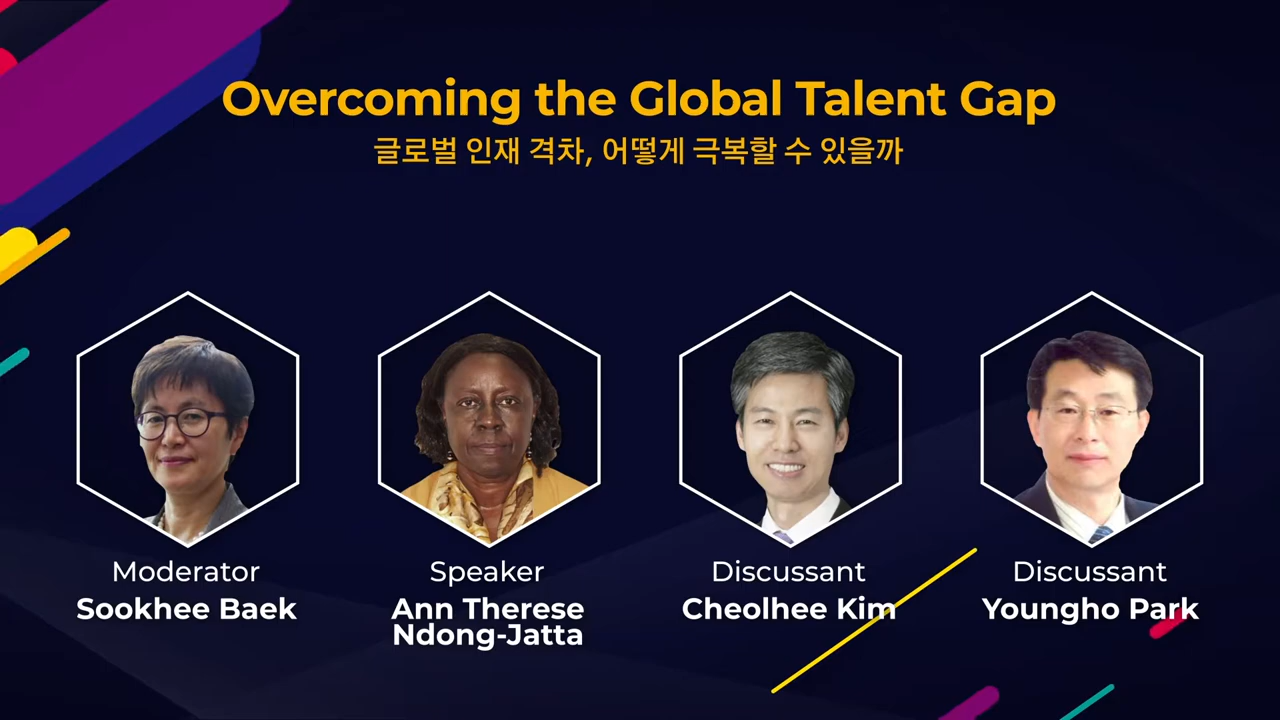 Overcoming the Global Talent Gap
글로벌 인재 격차, 어떻게 극복할 수 있을까
Moderator
Sookhee Baek
Speaker
Ann Therese
Ndong-Jatta
Discussant
Cheolhee Kim
Discussant
Youngho Park